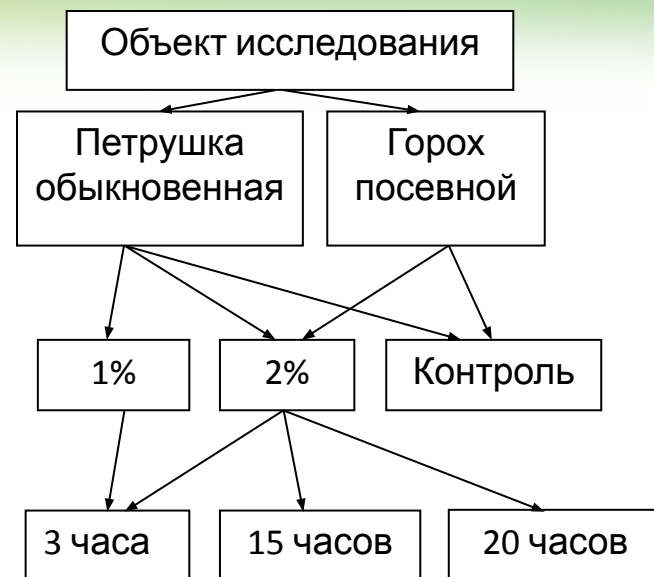 Объект исследования
Петрушка
обыкновенная
Горох
посевной
1%
2%
Контроль
3 часа
15 часов
20 часов